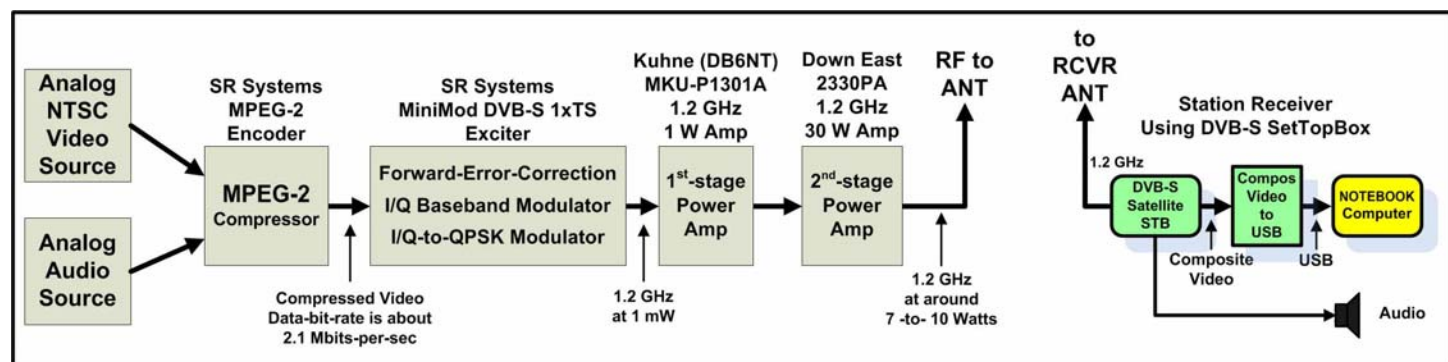 Analog
NTSC
Video
Source
Analog
Audio
Source
SR Systems
MPEG-2
Encoder
MPEG-2
Compressor
Compressed Video
Data-bit-rate is about
2.1 Mbits-per-sec
SR Systems
MiniMod DVB-S 1xTS
Exciter
Forward-Error-Correction
I/Q Baseband Modulator
I/Q-to-QPSK Modulator
1.2 GHz
at 1 mW
Kuhne (DB6NT)
MKU-P1301A
1.2 GHz
1 W Amp
1st-stage
Power
Amp
Down East
2330PA
1.2 GHz
30 W Amp
2nd-stage
Power
Amp
RF to
ANT
1.2 GHz
at around
7 -to- 10 Watts
to
RCVR
ANT
Station Receiver
Using DVB-S SetTopBox
1.2 GHz
DVB-S
Satellite
STB
Composite
Video
Compos
Video
to
USB
USB
NOTEBOOK
Computer
Audio